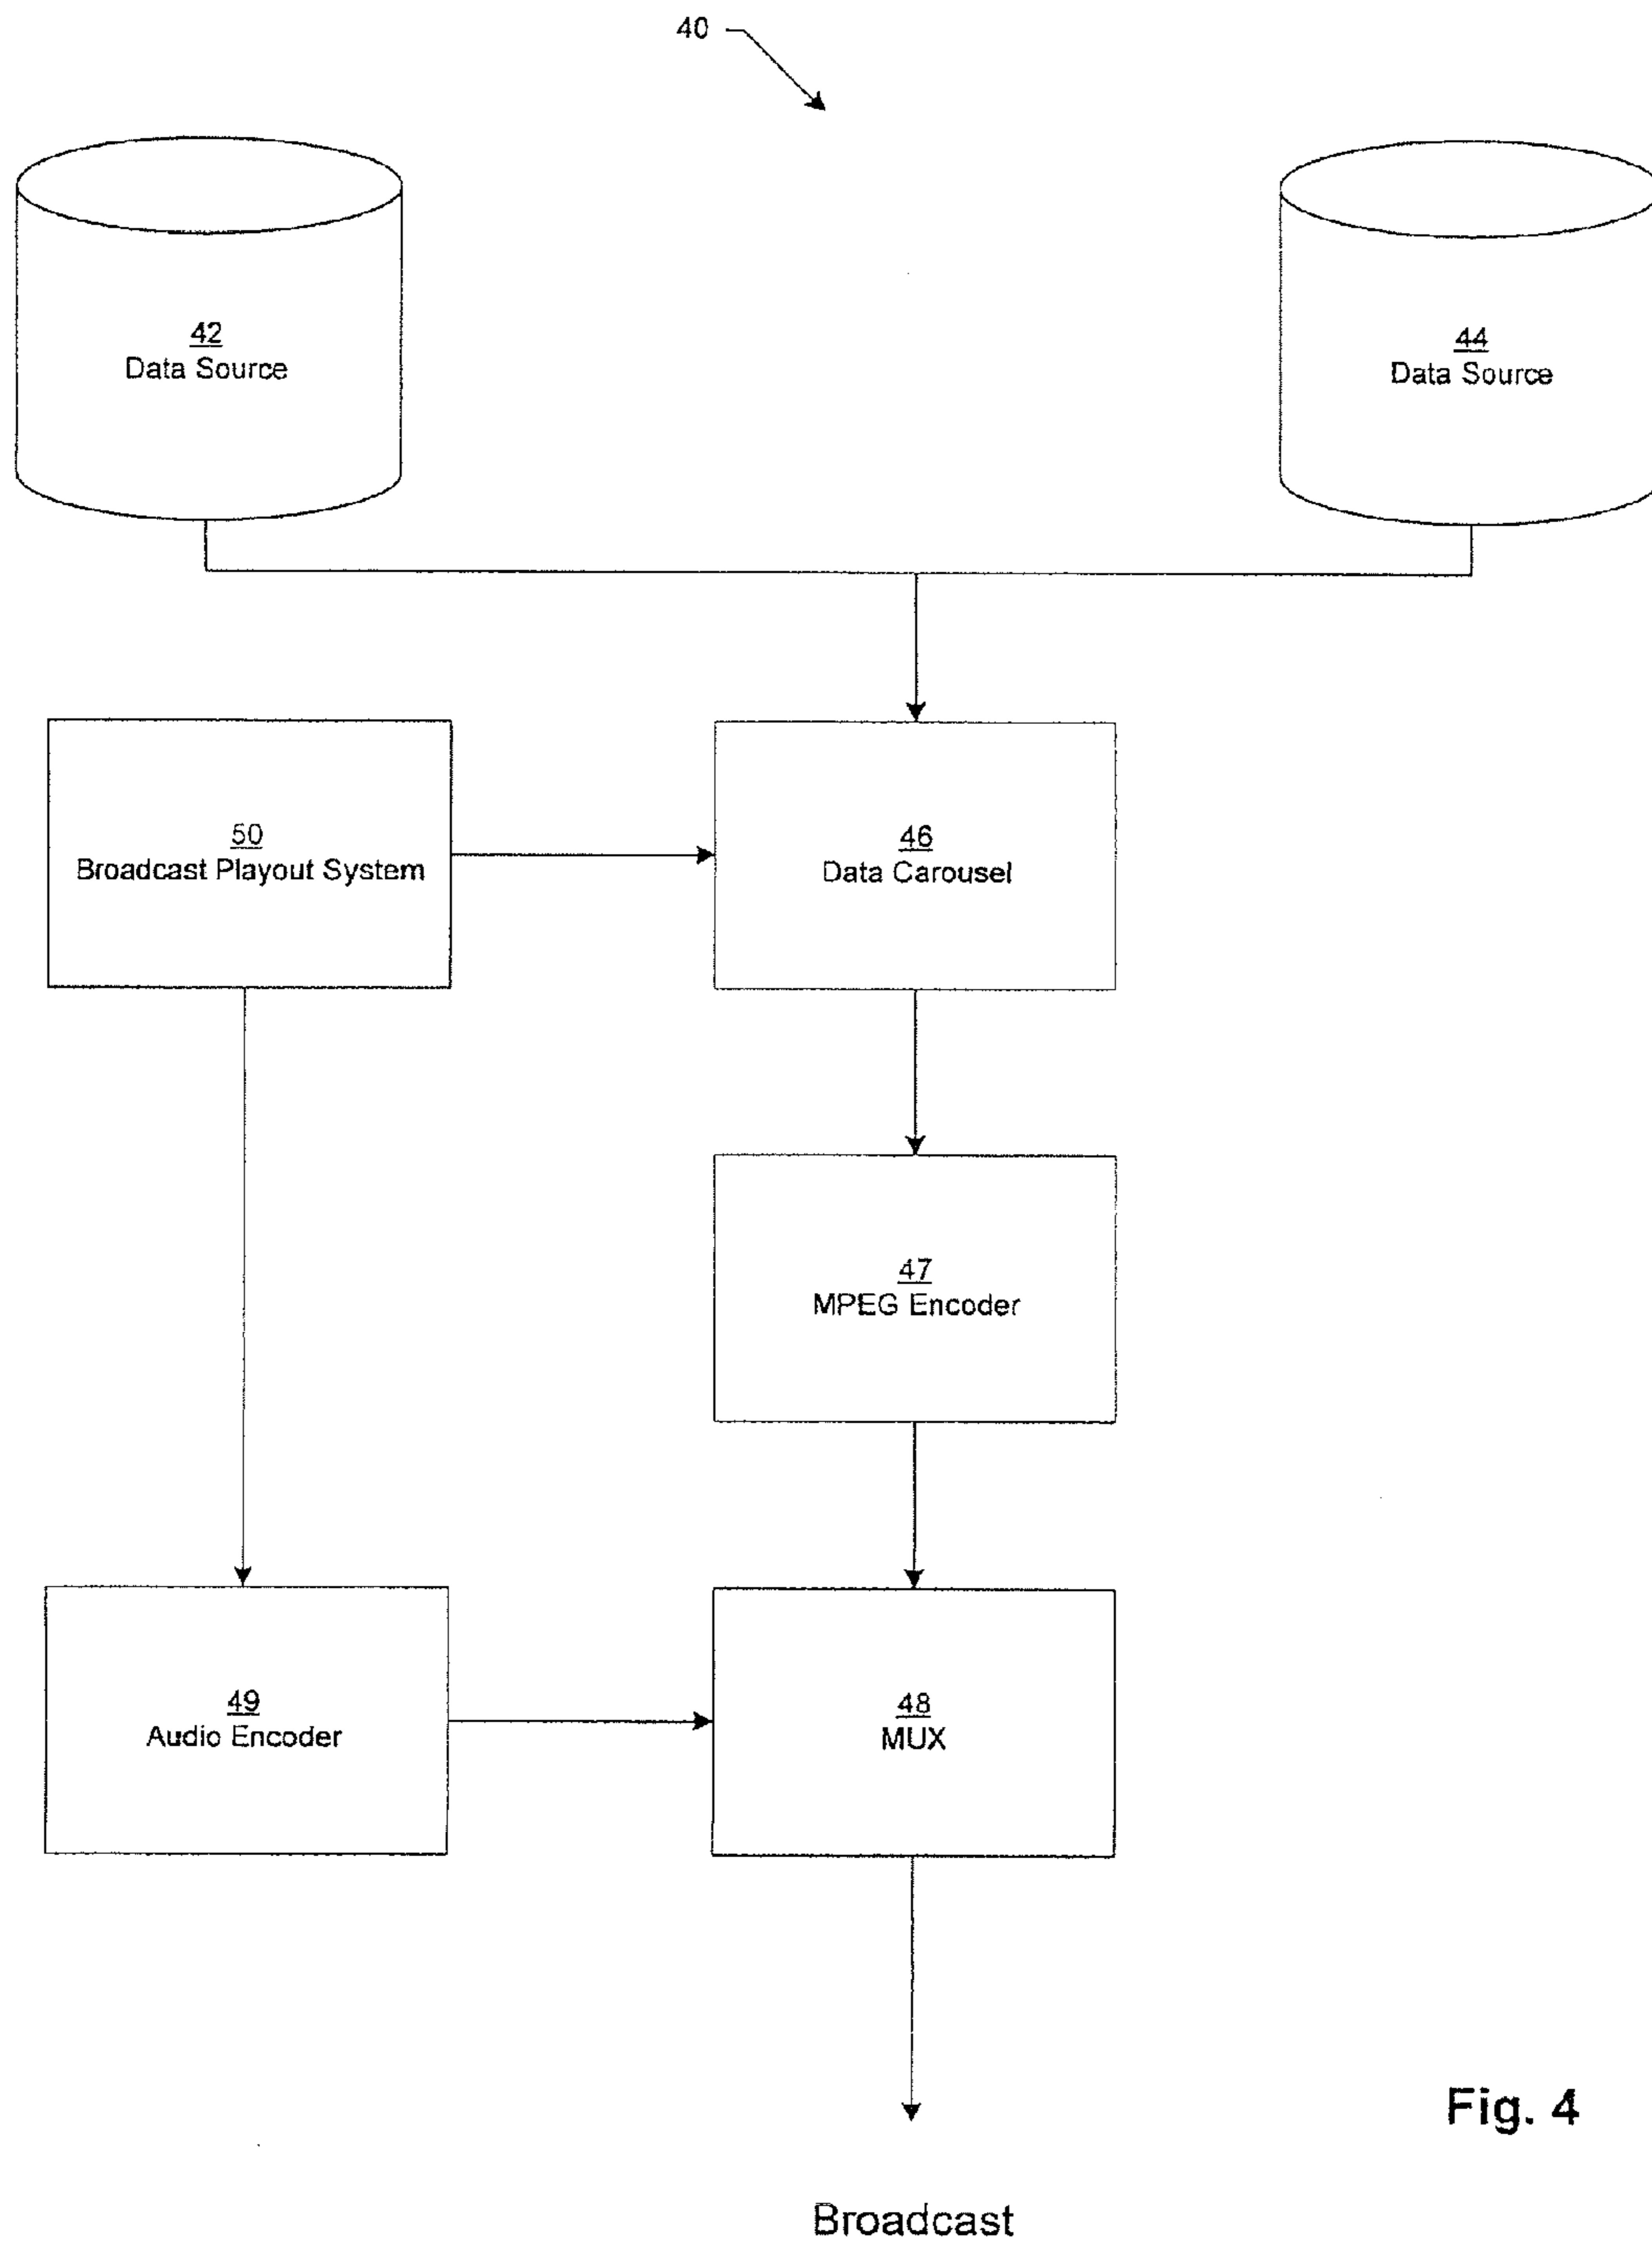 40
42
Data Source
44
Data Source
50
Broadcast Playout System
46
Data Carousel
47
MPEG Encoder
49
Audio Encoder
48
MUX
Fig. 4
Broadcast